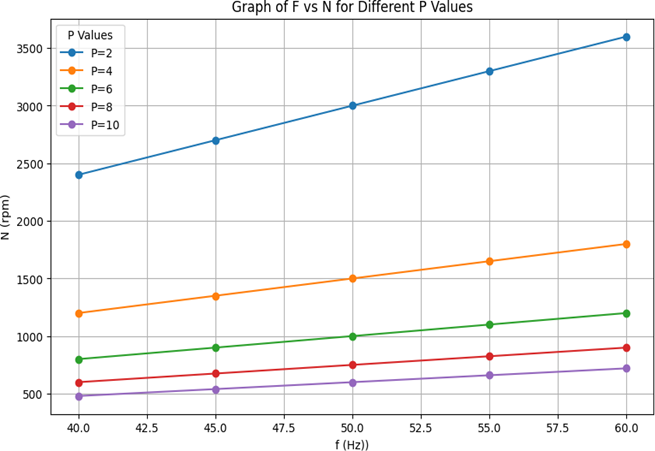 Graph of F vs N for Different P Values
P Values
P=2
P=4
P=6
P=8
P=10
N (rpm)
3500
3000
2500
2000
1500
1000
500
40.0 42.5 45.0 47.5 50.0 52.5 55.0 57.5 60.0
f (Hz))